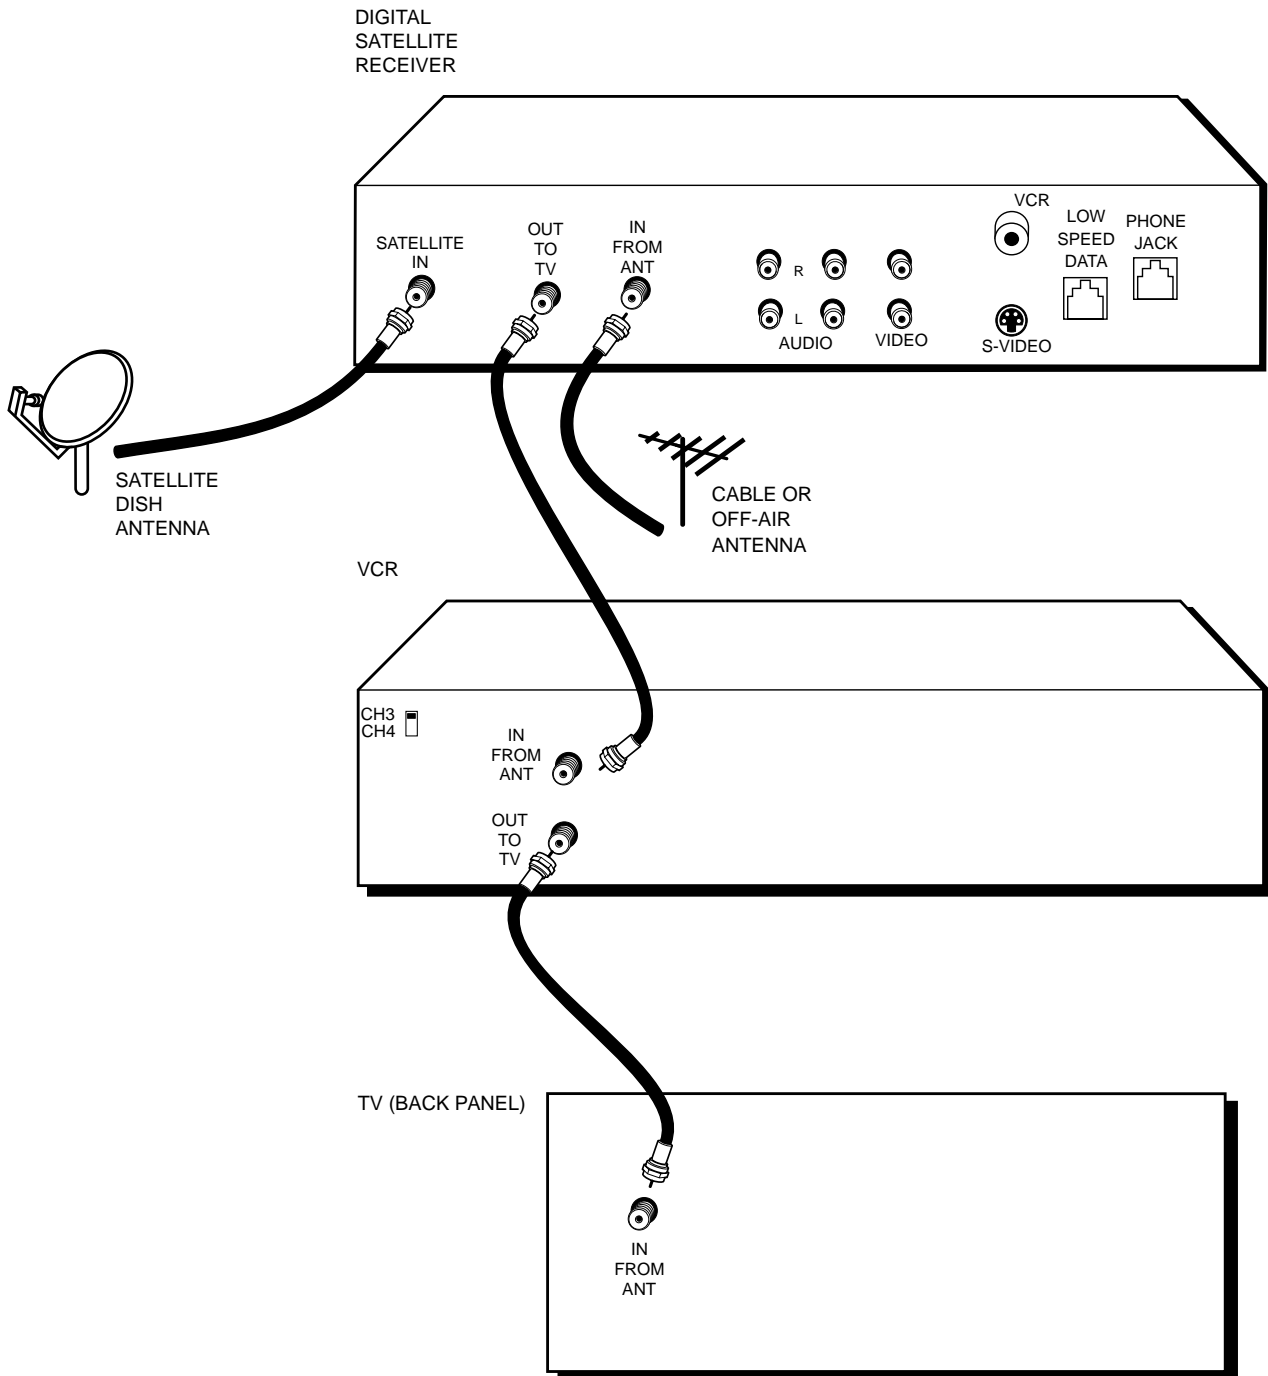 DIGITAL
SATELLITE
RECEIVER
SATELLITE
IN
OUT
TO
TV
IN
FROM
ANT
R
L
AUDIO
VIDEO
VCR
S-VIDEO
LOW
SPEED
DATA
PHONE
JACK
SATELLITE
DISH
ANTENNA
CABLE OR
OFF-AIR
ANTENNA
VCR
CH3
CH4
IN
FROM
ANT
OUT
TO
TV
TV (BACK PANEL)
IN
FROM
ANT